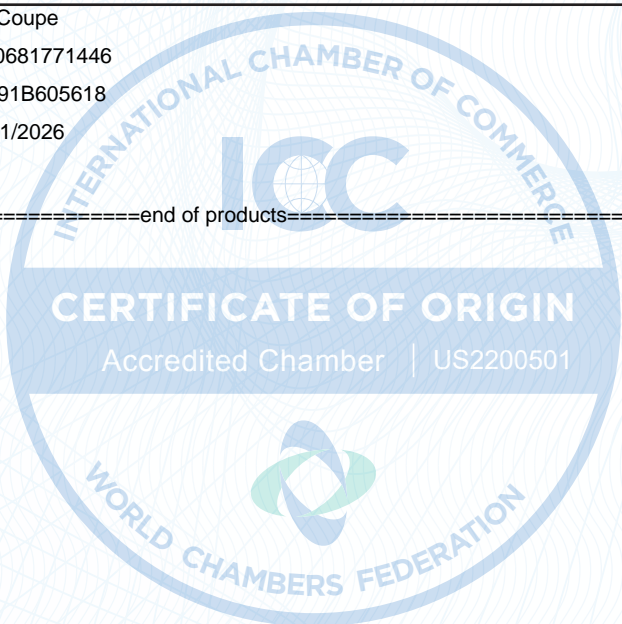 Coupe
0681771446
91B605618
1/2026
===========end of products===========================
INTERNATIONAL CHAMBER OF COMMERCE
ICC
CERTIFICATE OF ORIGIN
Accredited Chamber | US2200501
WORLD CHAMBERS FEDERATION